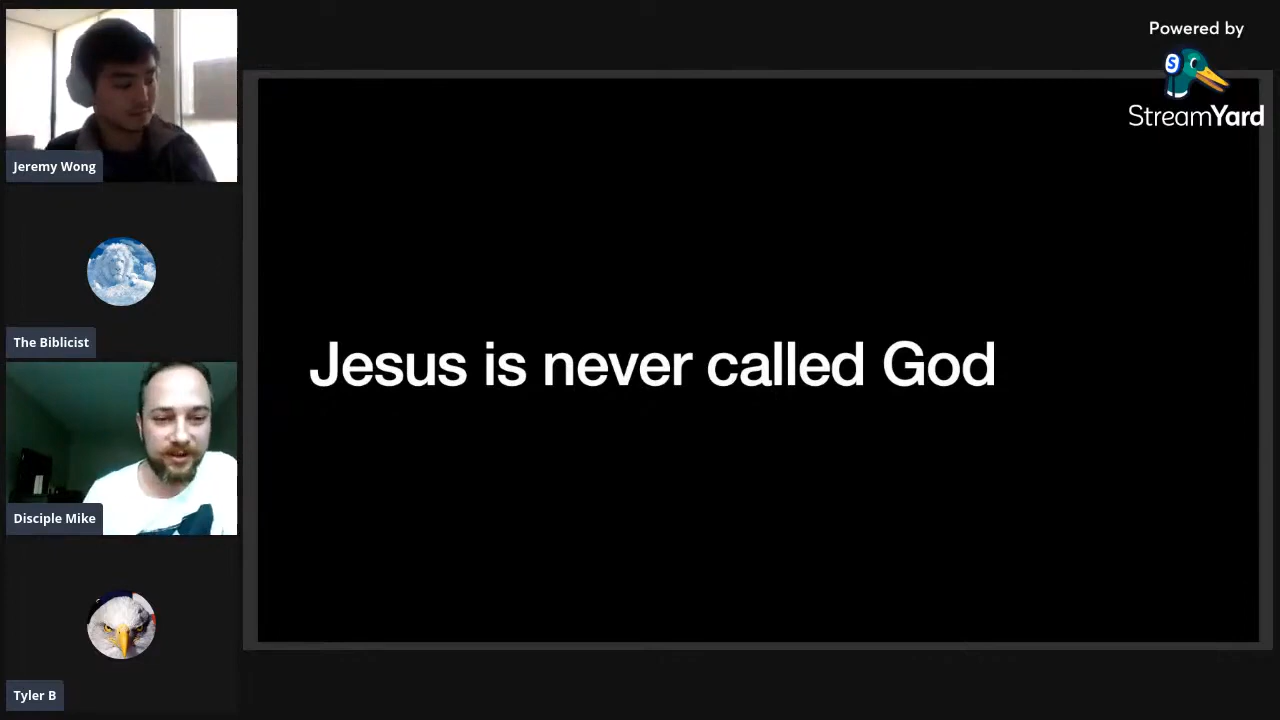 Powered by
S
StreamYard
Jeremy Wong
The Biblicist
Jesus is never called God
Disciple Mike
Tyler B